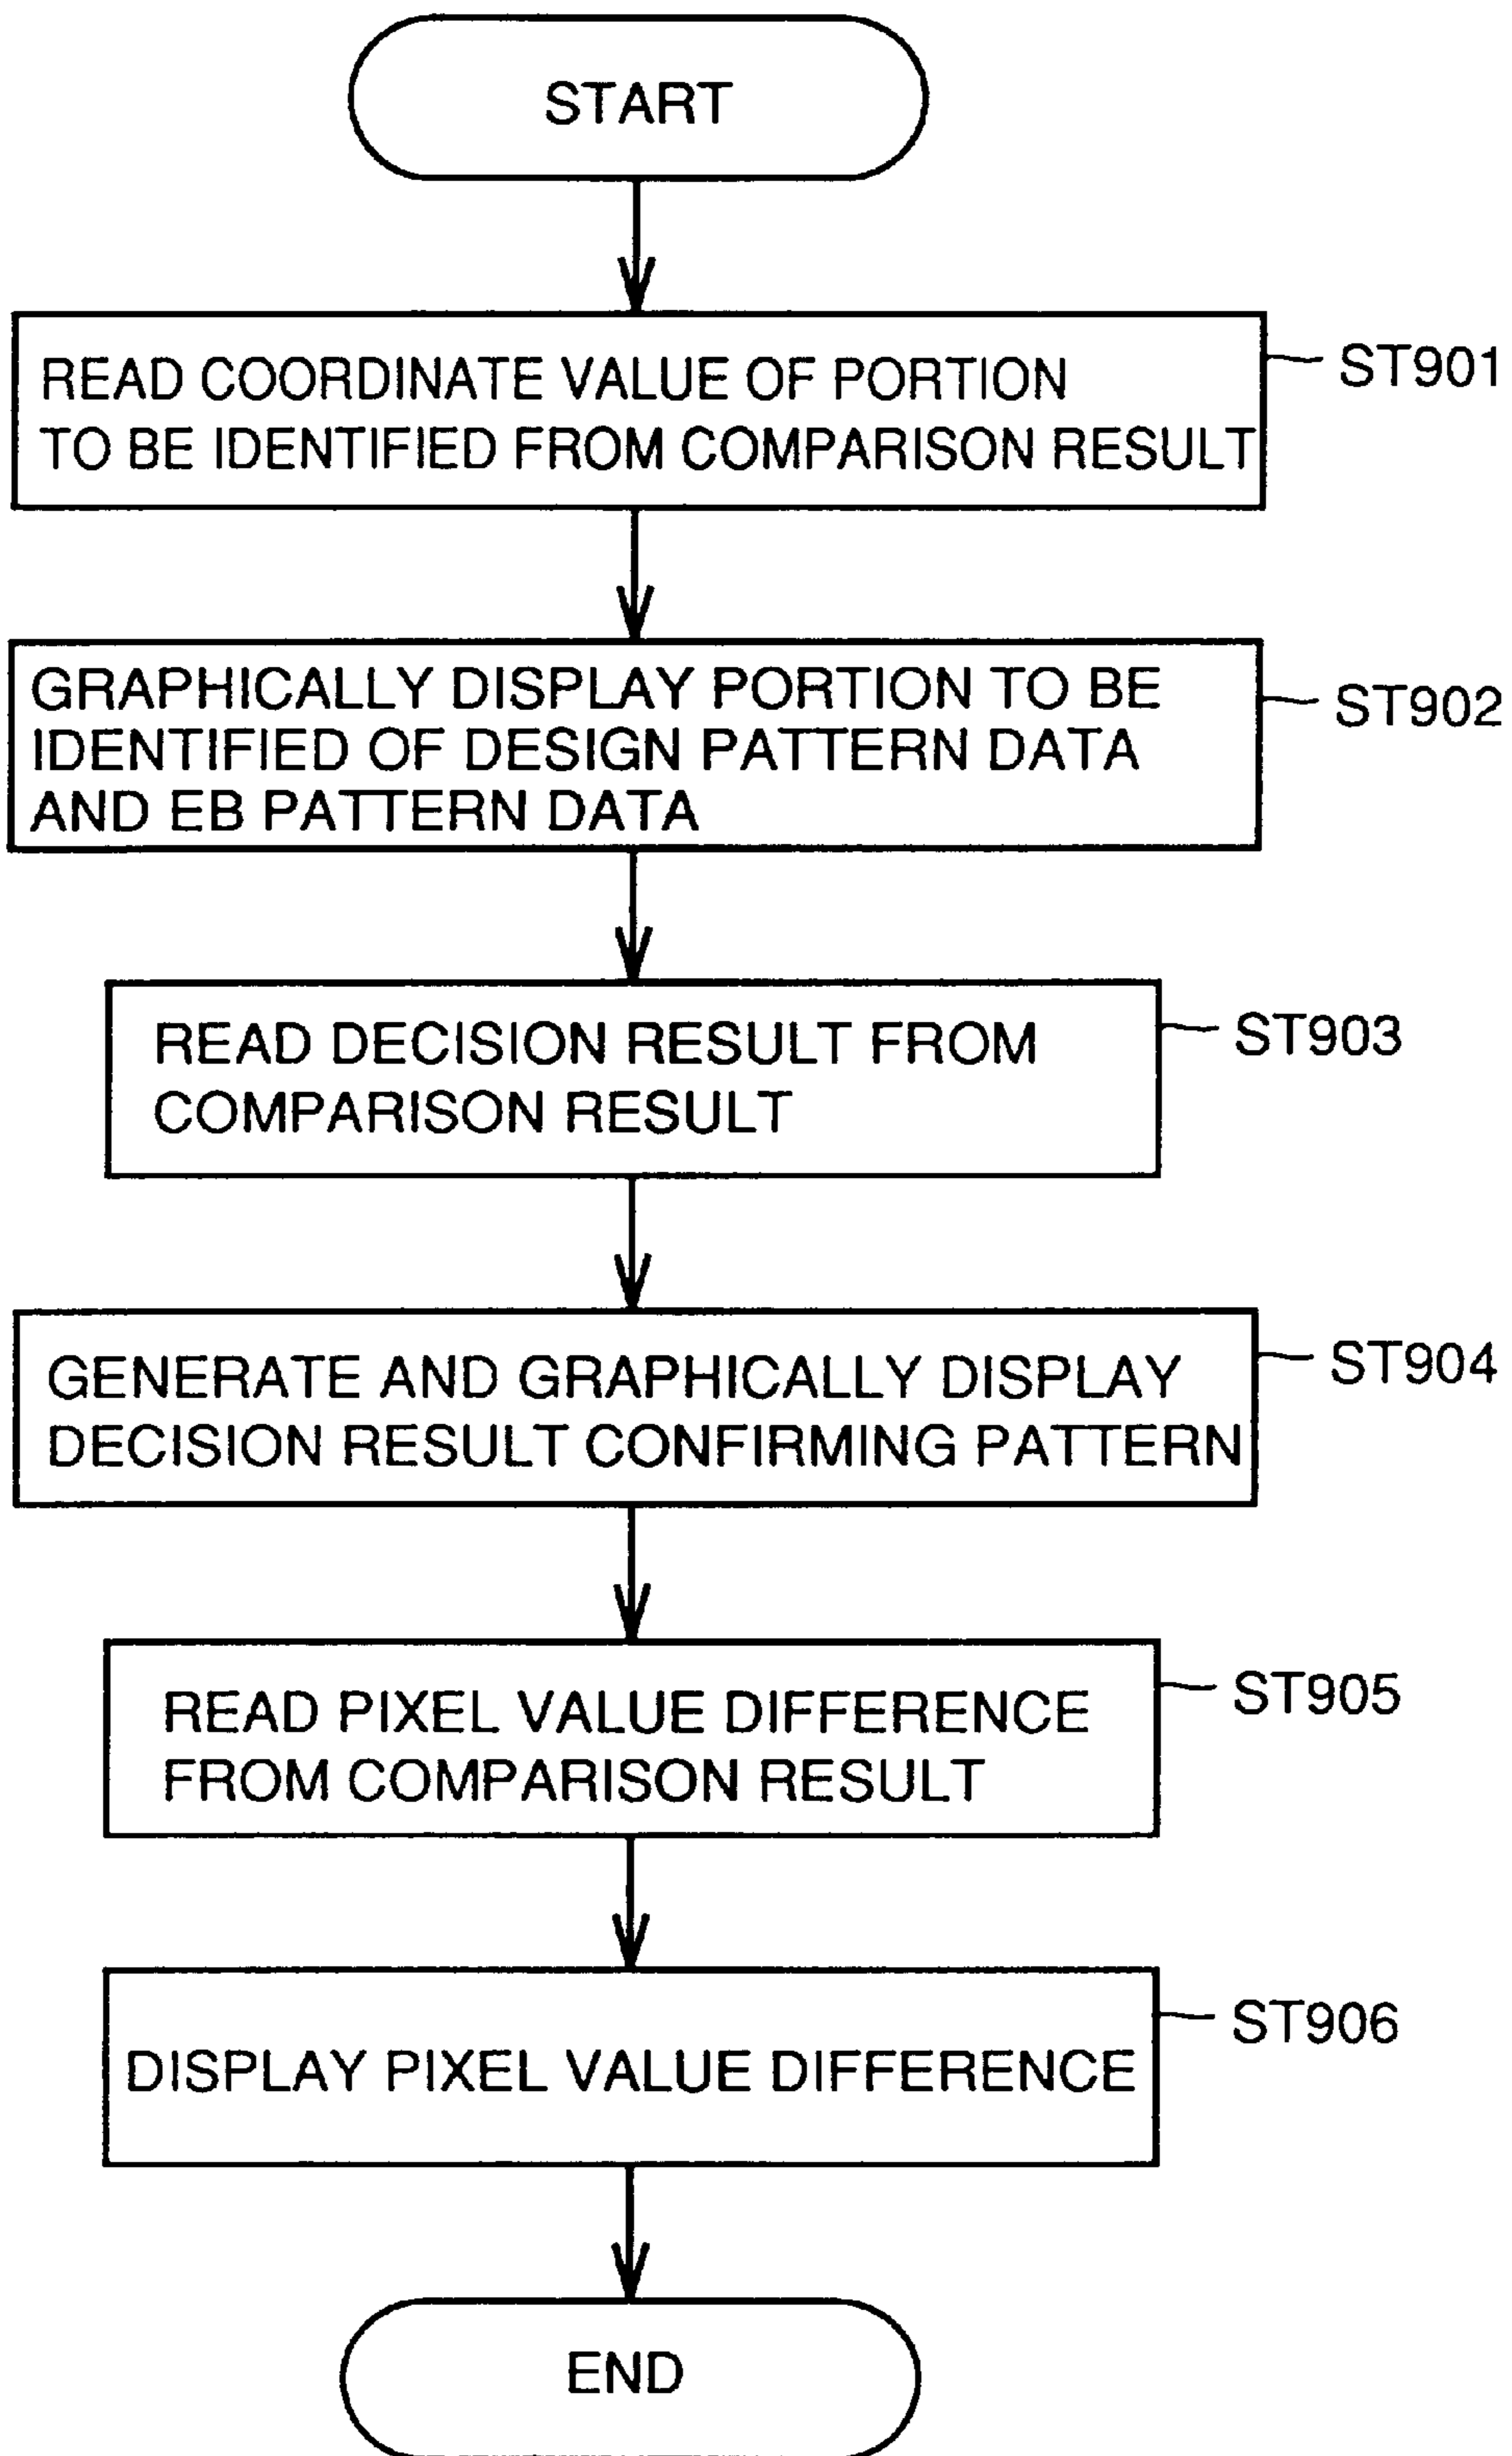 START
READ COORDINATE VALUE OF PORTION
TO BE IDENTIFIED FROM COMPARISON RESULT
ST901
GRAPHICALLY DISPLAY PORTION TO BE
IDENTIFIED OF DESIGN PATTERN DATA
AND EB PATTERN DATA
ST902
READ DECISION RESULT FROM
COMPARISON RESULT
ST903
GENERATE AND GRAPHICALLY DISPLAY
DECISION RESULT CONFIRMING PATTERN
ST904
READ PIXEL VALUE DIFFERENCE
FROM COMPARISON RESULT
ST905
DISPLAY PIXEL VALUE DIFFERENCE
ST906
END